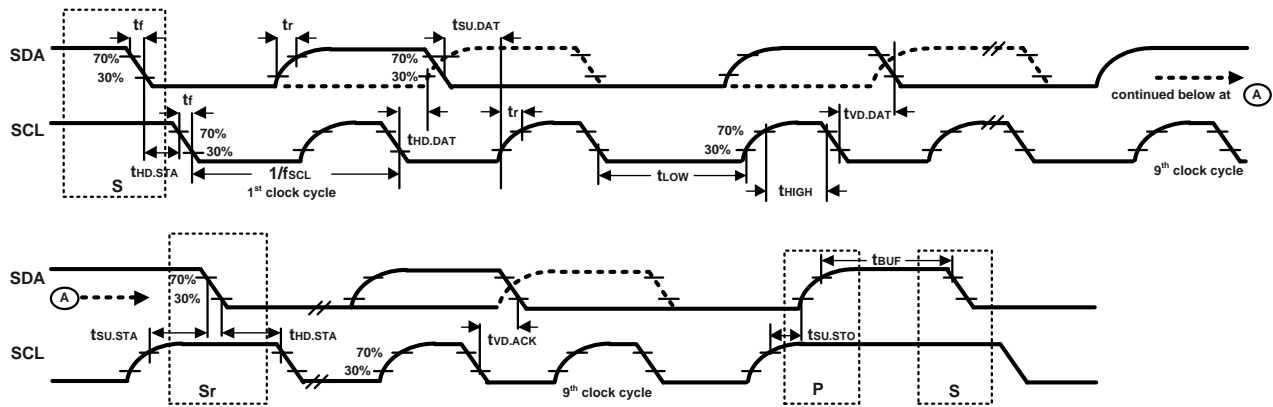 tf
tr
tSU.DAT
SDA
70%
30%
70%
30%
continued below at A
tf
tr
tVD.DAT
SCL
70%
30%
tHD.DAT
70%
30%
tHD.STA
1/fSCL
1st clock cycle
tLOW
tHIGH
9th clock cycle
S
tBUF
SDA
70%
30%
A
tSU.STA
tHD.STA
tVD.ACK
tSU.STO
SCL
70%
30%
9th clock cycle
Sr
P
S